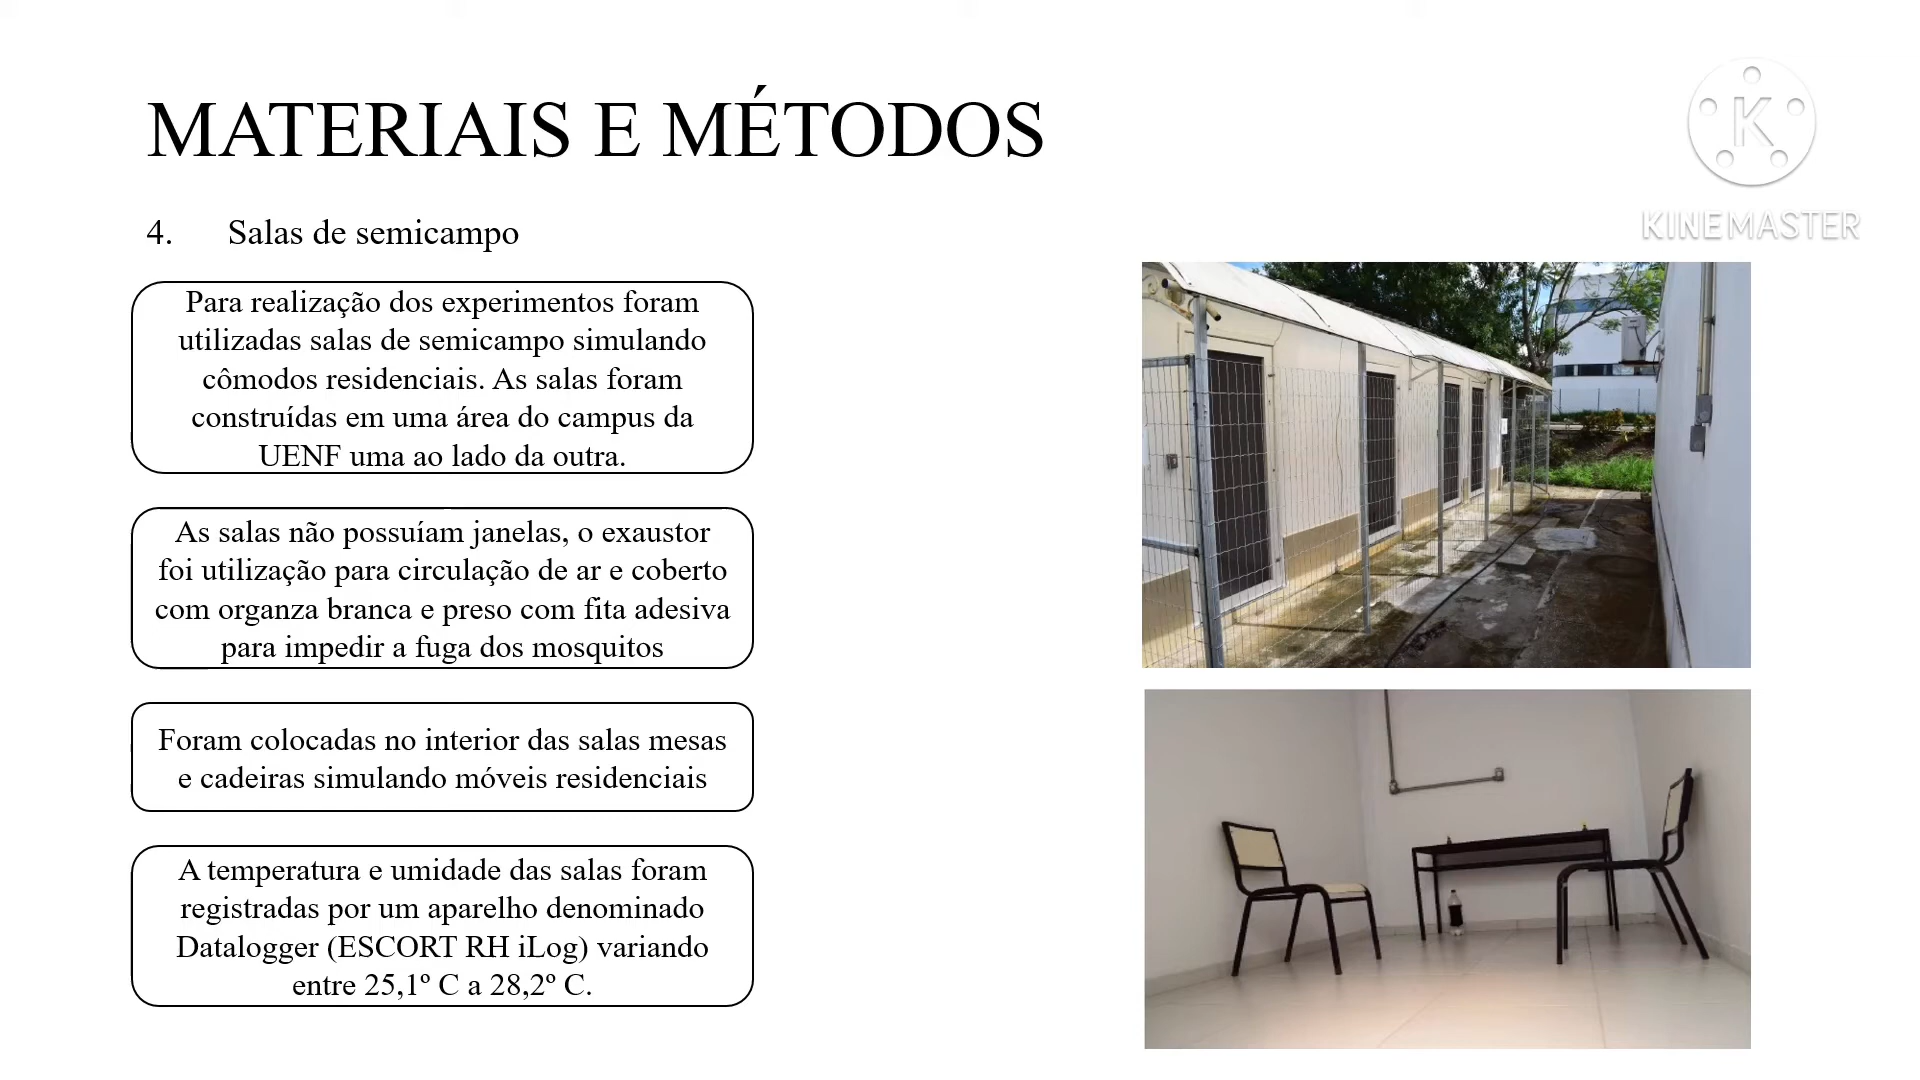 MATERIAIS E MÉTODOS
K
KINEMASTER
4. Salas de semicampo
Para realização dos experimentos foram
utilizadas salas de semicampo simulando
cômodos residenciais. As salas foram
construídas em uma área do campus da
UENF uma ao lado da outra.
As salas não possuíam janelas, o exaustor
foi utilização para circulação de ar e coberto
com organza branca e preso com fita adesiva
para impedir a fuga dos mosquitos
Foram colocadas no interior das salas mesas
e cadeiras simulando móveis residenciais
A temperatura e umidade das salas foram
registradas por um aparelho denominado
Datalogger (ESCORT RH iLog) variando
entre 25,1º C a 28,2º C.